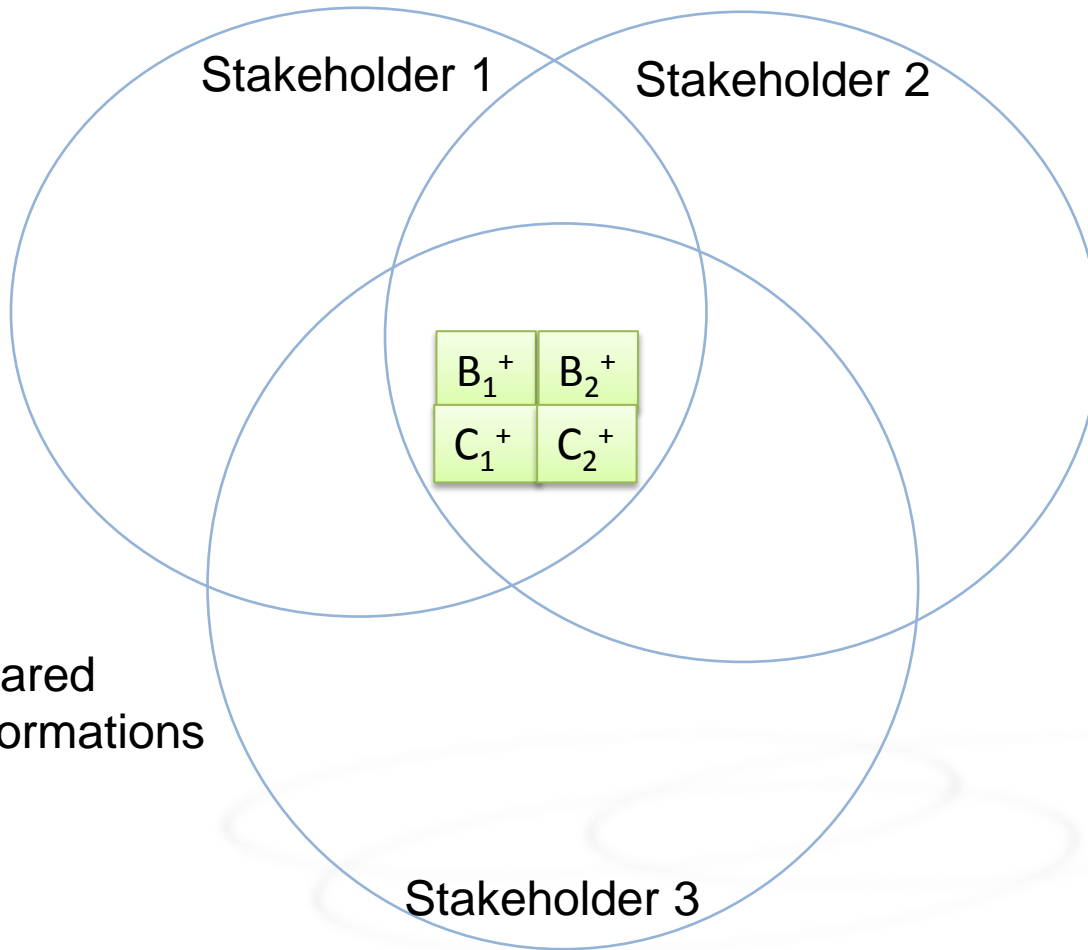 Stakeholder 1
Stakeholder 2
B₁⁺ B₂⁺
C₁⁺ C₂⁺
ared
ormations
Stakeholder 3